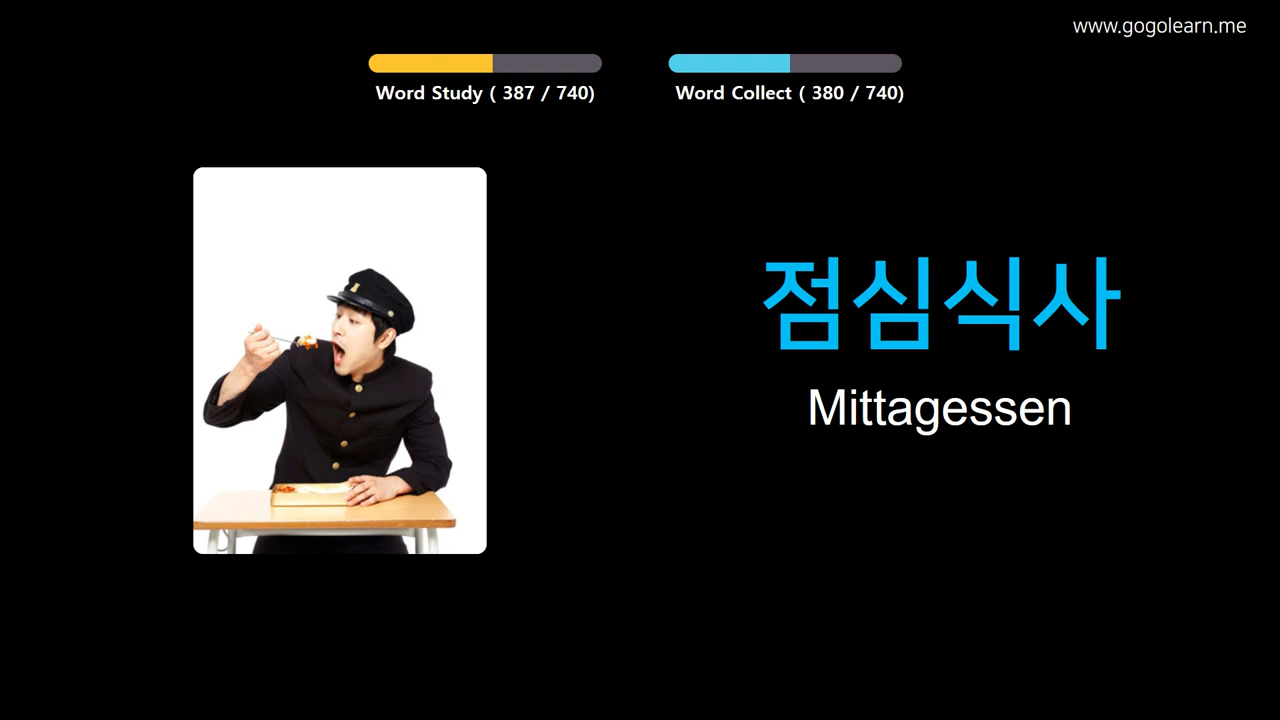 www.gogolearn.me
Word Study ( 387 / 740)
Word Collect ( 380 / 740)
점심식사
Mittagessen